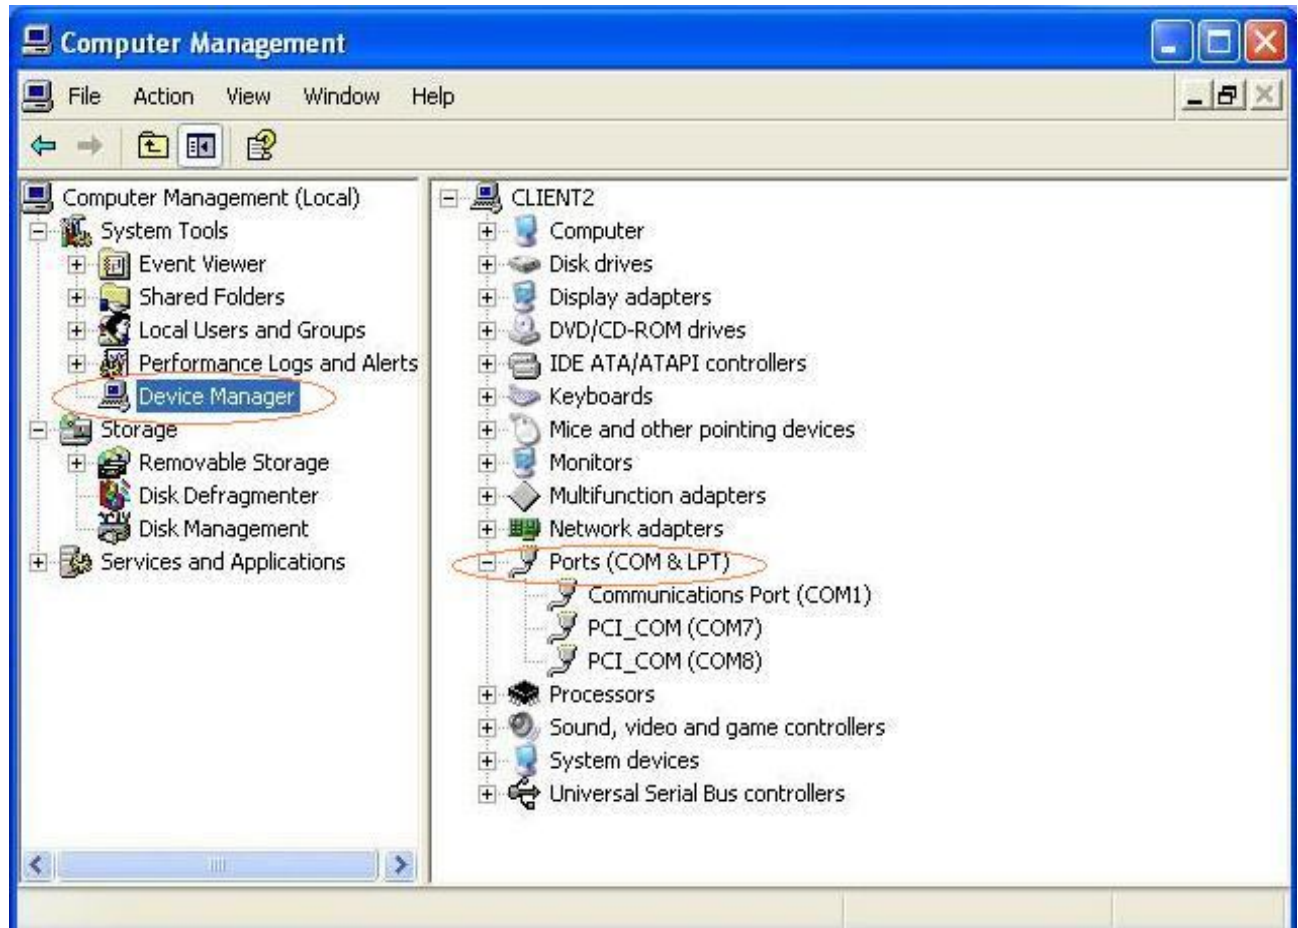 Computer Management
File Action View Window Help
Computer Management (Local)
System Tools
Event Viewer
Shared Folders
Local Users and Groups
Performance Logs and Alerts
Device Manager
Storage
Removable Storage
Disk Defragmenter
Disk Management
Services and Applications
CLIENT2
Computer
Disk drives
Display adapters
DVD/CD-ROM drives
IDE ATA/ATAPI controllers
Keyboards
Mice and other pointing devices
Monitors
Multifunction adapters
Network adapters
Ports (COM & LPT)
Communications Port (COM1)
PCI_COM (COM7)
PCI_COM (COM8)
Processors
Sound, video and game controllers
System devices
Universal Serial Bus controllers